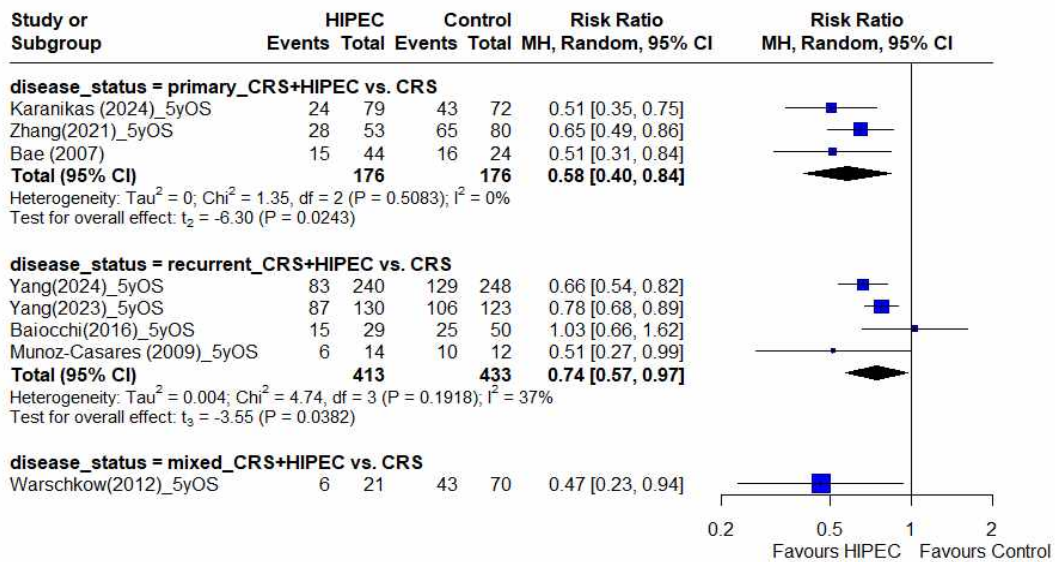 Study or HIPEC Control Risk Ratio Risk Ratio
Subgroup Events Total Events Total MH, Random, 95% CI MH, Random, 95% CI
disease_status = primary_CRS+HIPEC vs. CRS
Karanikas (2024)_5yOS 24 79 43 72 0.51 [0.35, 0.75]
Zhang(2021)_5yOS 28 53 65 80 0.65 [0.49, 0.86]
Bae (2007) 15 44 16 24 0.51 [0.31, 0.84]
Total (95% CI) 176 176 0.58 [0.40, 0.84]
Heterogeneity: Tau² = 0; Chi² = 1.35, df = 2 (P = 0.5083); I² = 0%
Test for overall effect: t₂ = -6.30 (P = 0.0243)
disease_status = recurrent_CRS+HIPEC vs. CRS
Yang(2024)_5yOS 83 240 129 248 0.66 [0.54, 0.82]
Yang(2023)_5yOS 87 130 106 123 0.78 [0.68, 0.89]
Baiocchi(2016)_5yOS 15 29 25 50 1.03 [0.66, 1.62]
Munoz-Casares (2009)_5yOS 6 14 10 12 0.51 [0.27, 0.99]
Total (95% CI) 413 433 0.74 [0.57, 0.97]
Heterogeneity: Tau² = 0.004; Chi² = 4.74, df = 3 (P = 0.1918); I² = 37%
Test for overall effect: t₃ = -3.55 (P = 0.0382)
disease_status = mixed_CRS+HIPEC vs. CRS
Warschkow(2012)_5yOS 6 21 43 70 0.47 [0.23, 0.94]
0.2 0.5 1 2
Favours HIPEC Favours Control